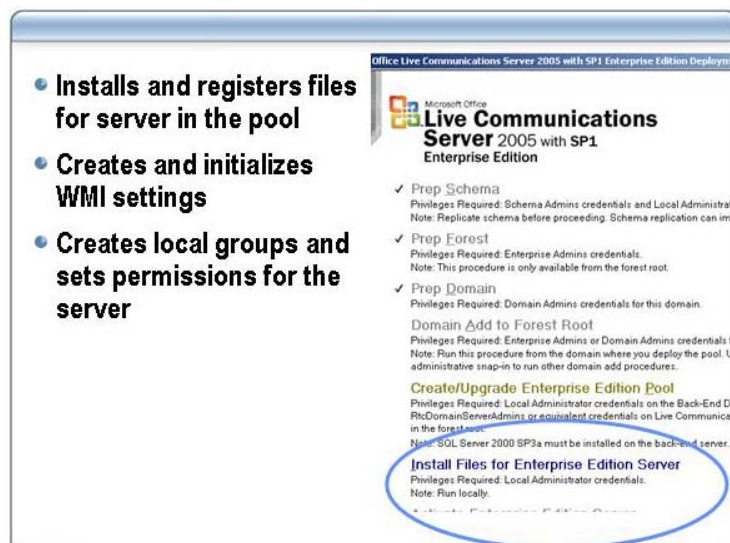 Installs and registers files
for server in the pool
Creates and initializes
WMI settings
Creates local groups and
sets permissions for the
server
Office Live Communications Server 2005 with SP1 Enterprise Edition
Microsoft Office
Live Communications
Server 2005 with SP1
Enterprise Edition
✓ Prep Schema
Privileges Required: Schema Admins credentials and Local
Note: Replicate schema before proceeding. Schema replication can
✓ Prep Forest
Privileges Required: Enterprise Admins credentials.
Note: This procedure is only available from the forest root.
✓ Prep Domain
Privileges Required: Domain Admins credentials for this domain.
Domain Add to Forest Root
Privileges Required: Enterprise Admins or Domain Admins credentials
Note: Run this procedure from the domain where you deploy the pool.
administrative snap-in to run other domain add procedures.
Create/Upgrade Enterprise Edition Pool
Privileges Required: Local Administrator credentials on the Back-End
RtcDomainServerAdmins or equivalent credentials on Live
in the forest root.
Note: SQL Server 2000 SP3a must be installed on the back-end server.
Install Files for Enterprise Edition Server
Privileges Required: Local Administrator credentials.
Note: Run locally.